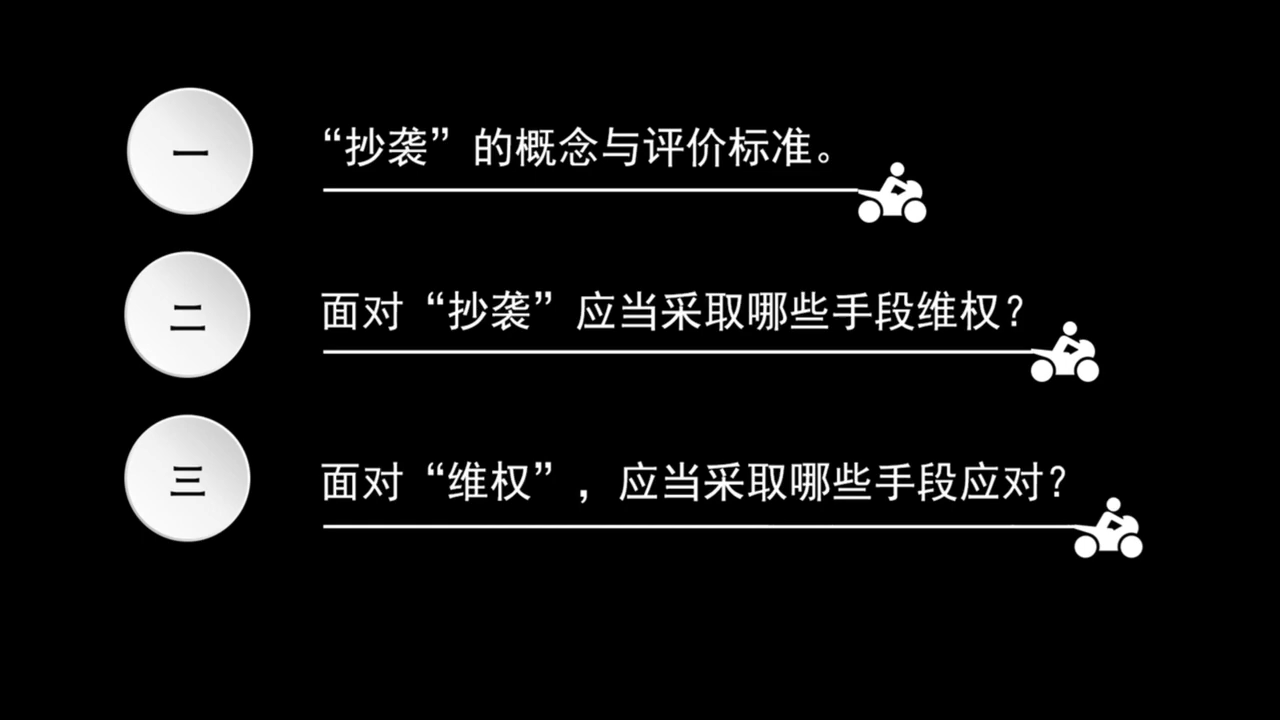 一
“抄袭”的概念与评价标准。
二
面对“抄袭”应当采取哪些手段维权？
三
面对“维权”，应当采取哪些手段应对？